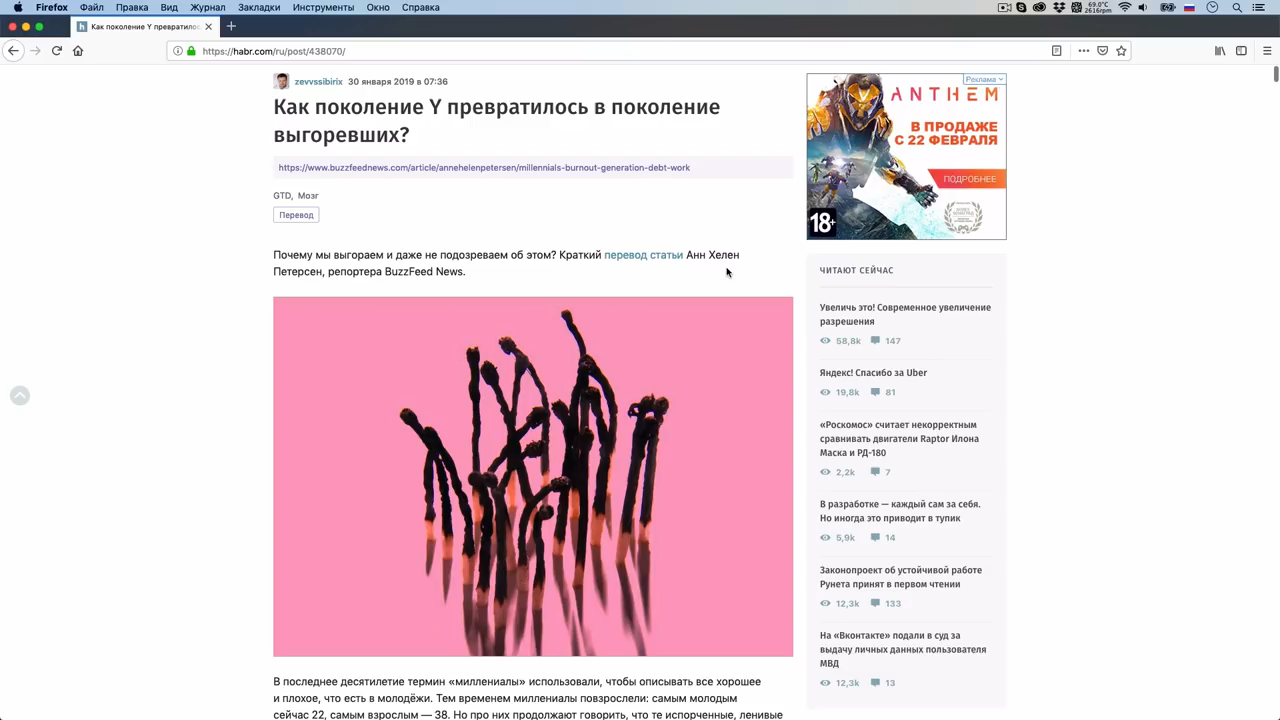 Firefox Файл Правка Вид Журнал Закладки Инструменты Окно Справка
69.0°C
2616rpm
Как поколение Y превратилос
https://habr.com/ru/post/438070/
zevvssibirix 30 января 2019 в 07:36
Как поколение Y превратилось в поколение
выгоревших?
https://www.buzzfeednews.com/article/annehelenpetersen/millennials-burnout-generation-debt-work
GTD, Мозг
Перевод
Почему мы выгораем и даже не подозреваем об этом? Краткий перевод статьи Анн Хелен
Петерсен, репортера BuzzFeed News.
В последнее десятилетие термин «миллениалы» использовали, чтобы описывать все хорошее
и плохое, что есть в молодёжи. Тем временем миллениалы повзрослели: самым молодым
сейчас 22, самым взрослым — 38. Но про них продолжают говорить, что те испорченные, ленивые
Реклама
ANTHEM
В ПРОДАЖЕ
С 22 ФЕВРАЛЯ
ПОДРОБНЕЕ
18+
ЧИТАЮТ СЕЙЧАС
Увеличь это! Современное увеличение
разрешения
58,8k 147
Яндекс! Спасибо за Uber
19,8k 81
«Роскомос» считает некорректным
сравнивать двигатели Raptor Илона
Маска и РД-180
2,2k 7
В разработке — каждый сам за себя.
Но иногда это приводит в тупик
5,9k 14
Законопроект об устойчивой работе
Рунета принят в первом чтении
12,3k 133
На «Вконтакте» подали в суд за
выдачу личных данных пользователя
МВД
12,3k 13